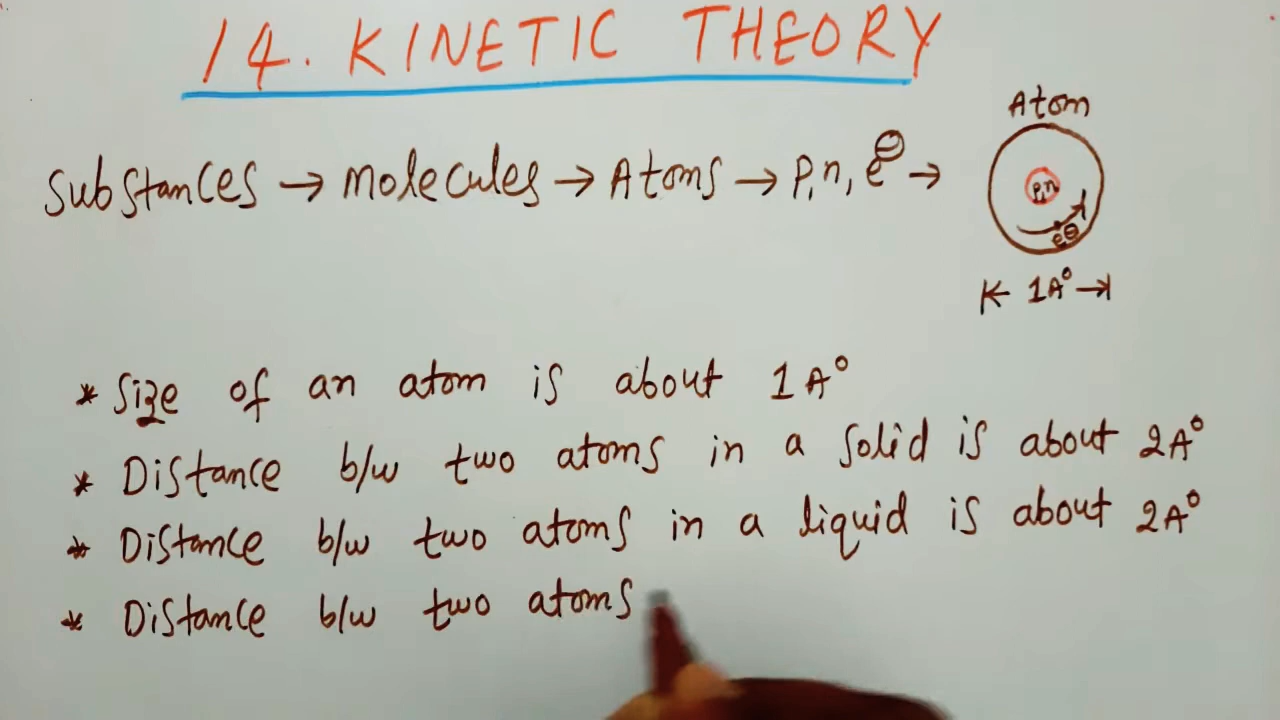 14. KINETIC THEORY
Atom
Substances → molecules → Atoms → P, n, e⊖ →
P,n
e⊖
1A°
* Size of an atom is about 1A°
* Distance b/w two atoms in a solid is about 2A°
* Distance b/w two atoms in a liquid is about 2A°
* Distance b/w two atoms